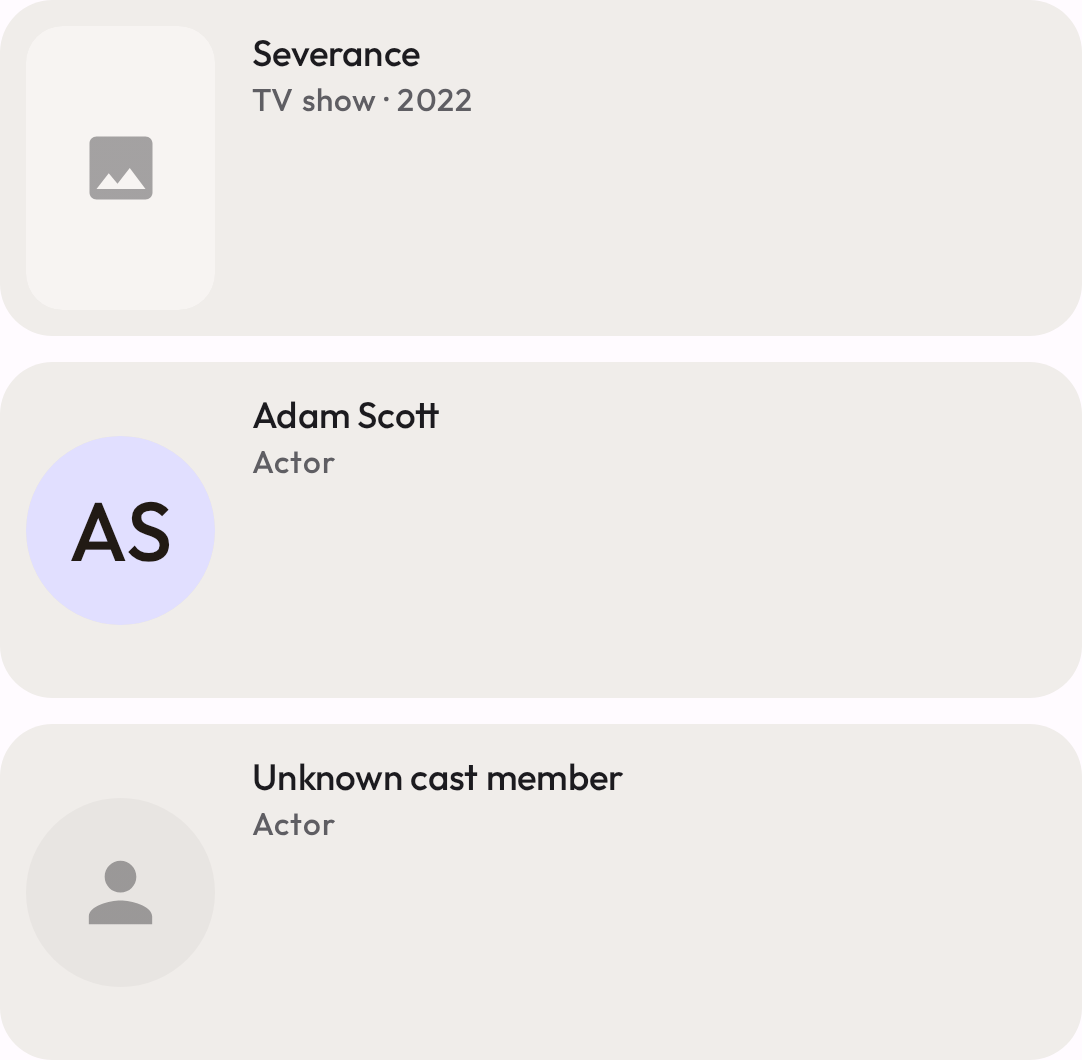 Severance
TV show · 2022
Adam Scott
Actor
AS
Unknown cast member
Actor